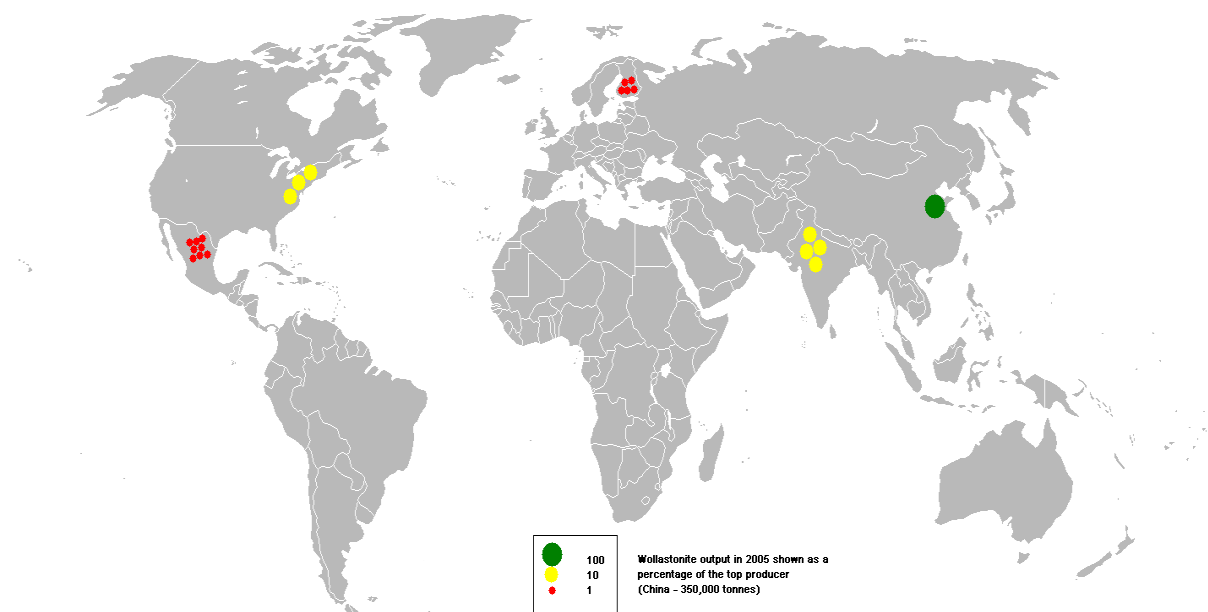 100
10
1
Wollastonite output in 2005 shown as a
percentage of the top producer
(China - 350,000 tonnes)